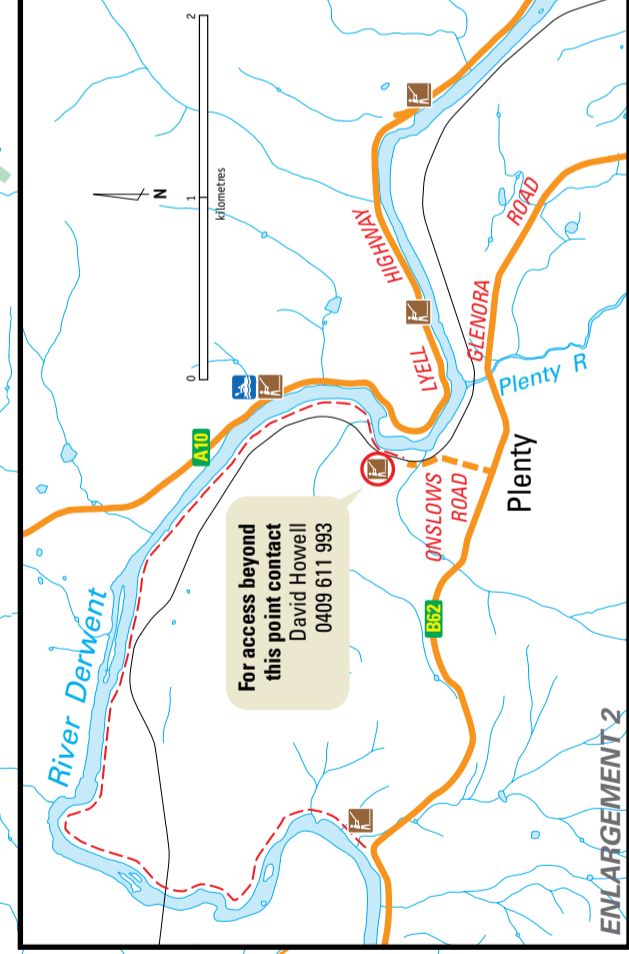 2
1
0
kilometres
N
River Derwent
A10
HIGHWAY
LYELL
GLENORA
ROAD
Plenty R
Plenty
ONSLOWS
ROAD
B62
For access beyond
this point contact
David Howell
0409 611 993
ENLARGEMENT 2